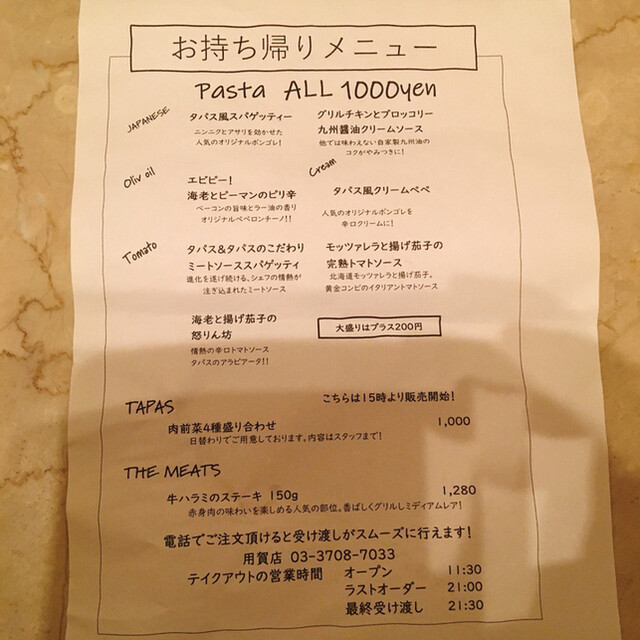 お持ち帰りメニュー
Pasta ALL 1000yen
JAPANESE
タパス風スパゲッティー
ニンニクとアサリを効かせた
人気のオリジナルボンゴレ!
グリルチキンとブロッコリー
九州醤油クリームソース
他では味わえない自家製九州油の
コクがやみつきに!
Oliv oil
エビビー!
海老とピーマンのピリ辛
ベーコンの旨味とラー油の香り
オリジナルペペロンチーノ!!
Cream
タパス風クリームペペ
人気のオリジナルボンゴレを
辛口クリームに!
Tomato
タパス&タパスのこだわり
ミートソーススパゲッティ
進化を遂げ続ける、シェフの情熱が
注ぎ込まれたミートソース
モッツァレラと揚げ茄子の
完熟トマトソース
北海道モッツァレラと揚げ茄子。
黄金コンビのイタリアントマトソース
海老と揚げ茄子の
怒りん坊
情熱の辛口トマトソース
タパスのアラビアータ!!
大盛りはプラス200円
TAPAS
こちらは15時より販売開始!
肉前菜4種盛り合わせ 1,000
日替わりでご用意しております。内容はスタッフまで!
THE MEATS
牛ハラミのステーキ 150g 1,280
赤身肉の味わいを楽しめる人気の部位。香ばしくグリルしミディアムレア!
電話でご注文頂けると受け渡しがスムーズに行えます!
用賀店 03-3708-7033
テイクアウトの営業時間 オープン 11:30
ラストオーダー 21:00
最終受け渡し 21:30